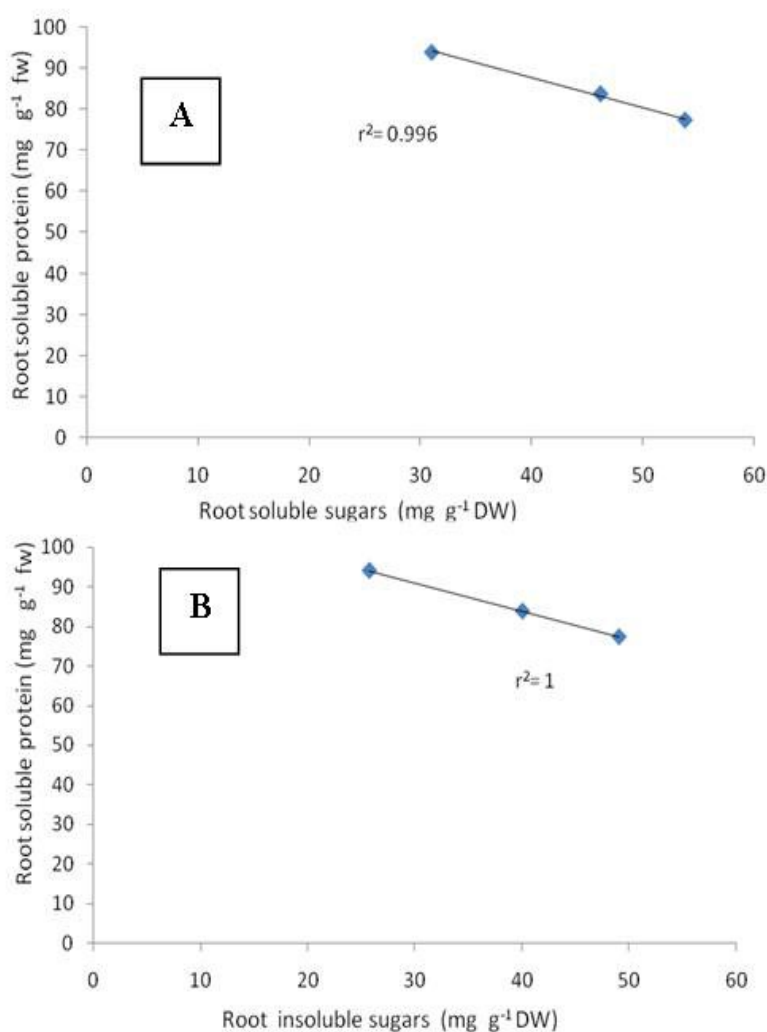 100
90
80
70
60
50
40
30
20
10
0
Root soluble protein (mg g⁻¹ fw)
A
r²= 0.996
0 10 20 30 40 50 60
Root soluble sugars (mg g⁻¹ DW)
100
90
80
70
60
50
40
30
20
10
0
Root soluble protein (mg g⁻¹ fw)
B
r²= 1
0 10 20 30 40 50 60
Root insoluble sugars (mg g⁻¹ DW)